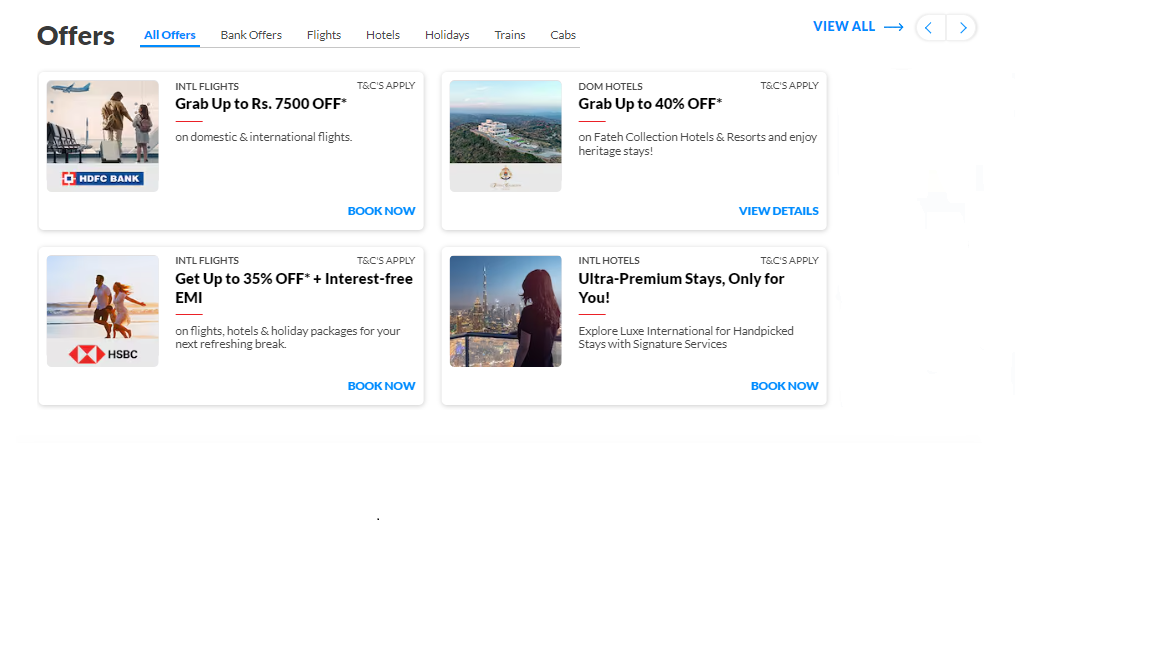 Offers
All Offers
Bank Offers
Flights
Hotels
Holidays
Trains
Cabs
VIEW ALL
INTL FLIGHTS
T&C'S APPLY
Grab Up to Rs. 7500 OFF*
on domestic & international flights.
HDFC BANK
BOOK NOW
DOM HOTELS
T&C'S APPLY
Grab Up to 40% OFF*
on Fateh Collection Hotels & Resorts and enjoy
heritage stays!
VIEW DETAILS
INTL FLIGHTS
T&C'S APPLY
Get Up to 35% OFF* + Interest-free
EMI
on flights, hotels & holiday packages for your
next refreshing break.
HSBC
BOOK NOW
INTL HOTELS
T&C'S APPLY
Ultra-Premium Stays, Only for
You!
Explore Luxe International for Handpicked
Stays with Signature Services
BOOK NOW